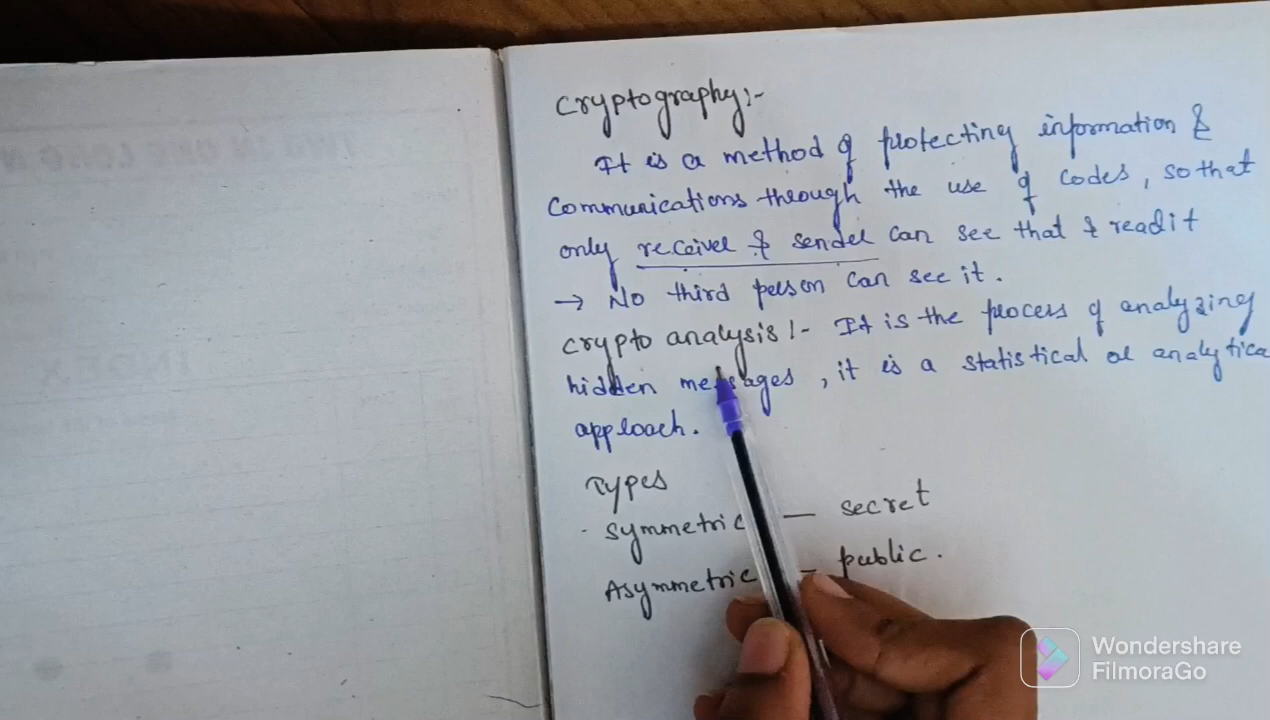 Cryptography:-
It is a method of protecting information &
Communications through the use of codes, so that
only receiver & sender can see that & read it
→ No third person can see it.
Crypto analysis:- It is the process of analyzing
hidden messages, it is a statistical or analytica
approach.
Types
· Symmetric — secret
Asymmetric - public.
INDEX
Wondershare
FilmoraGo